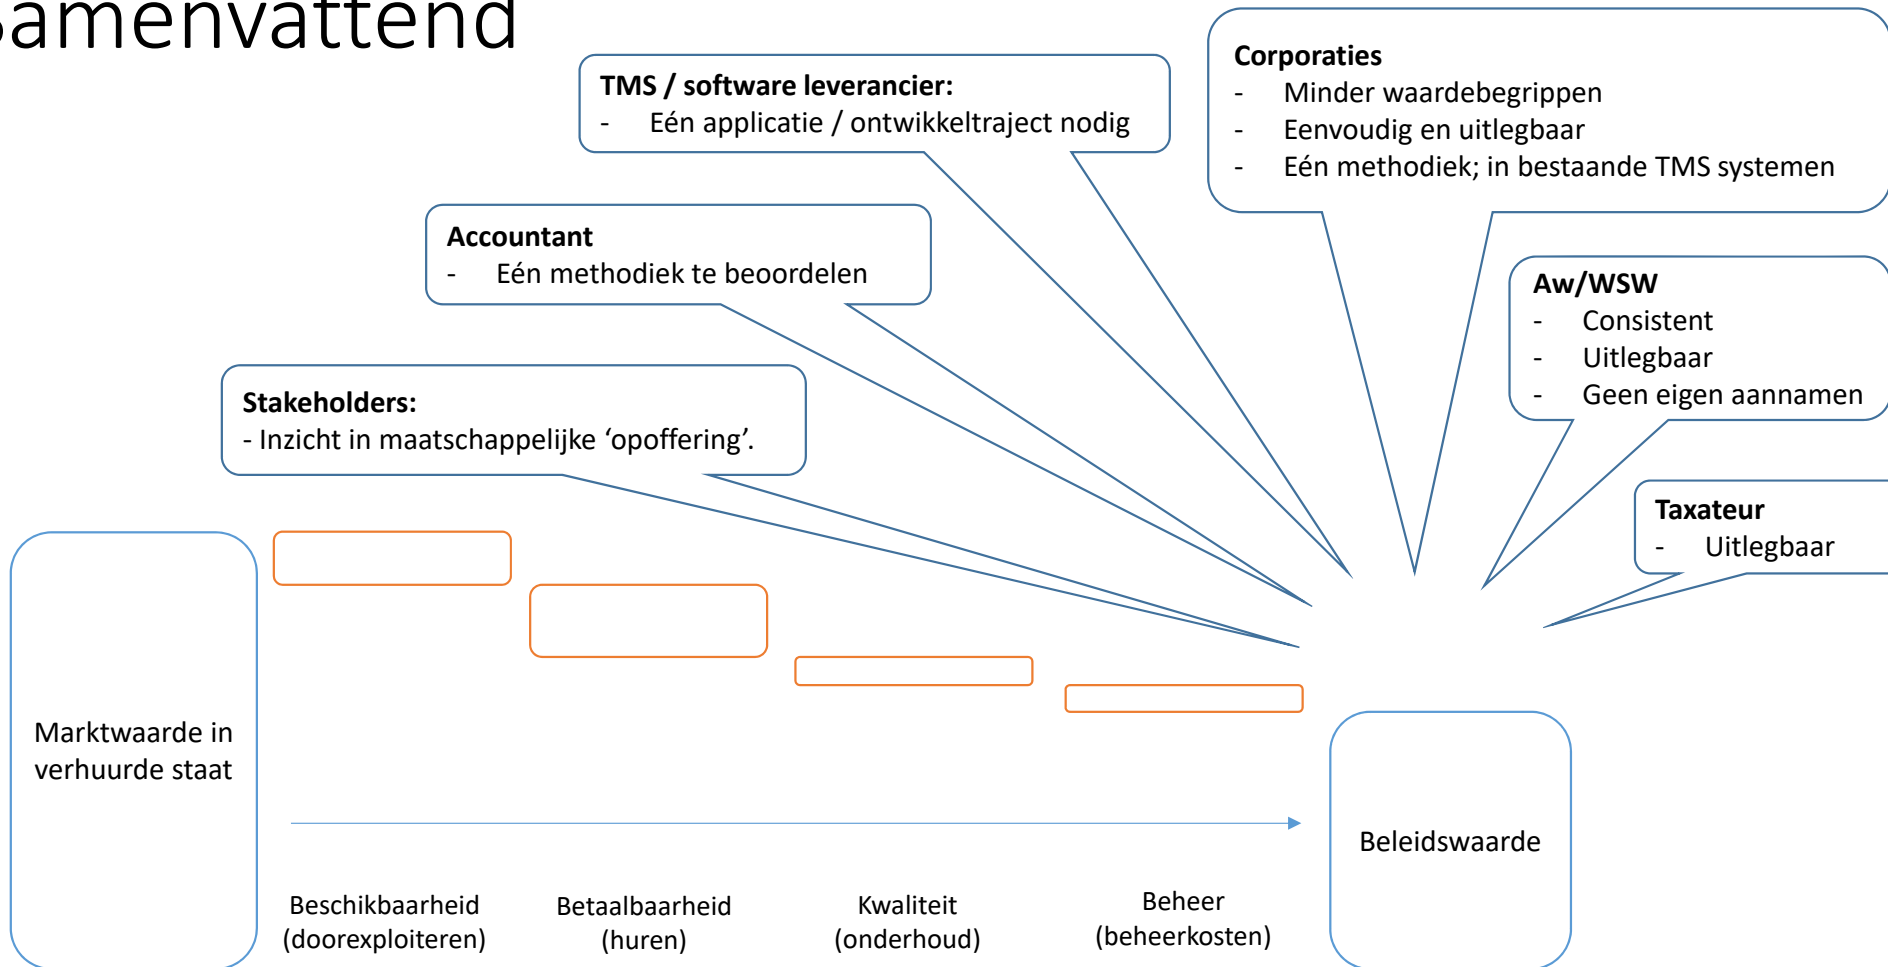 Samenvattend
TMS / software leverancier:
- Eén applicatie / ontwikkeltraject nodig
Corporaties
- Minder waardebegrippen
- Eenvoudig en uitlegbaar
- Eén methodiek; in bestaande TMS systemen
Accountant
- Eén methodiek te beoordelen
Aw/WSW
- Consistent
- Uitlegbaar
- Geen eigen aannamen
Stakeholders:
- Inzicht in maatschappelijke ‘opoffering’.
Taxateur
- Uitlegbaar
Marktwaarde in
verhuurde staat
Beschikbaarheid
(doorexploiteren)
Betaalbaarheid
(huren)
Kwaliteit
(onderhoud)
Beheer
(beheerkosten)
Beleidswaarde